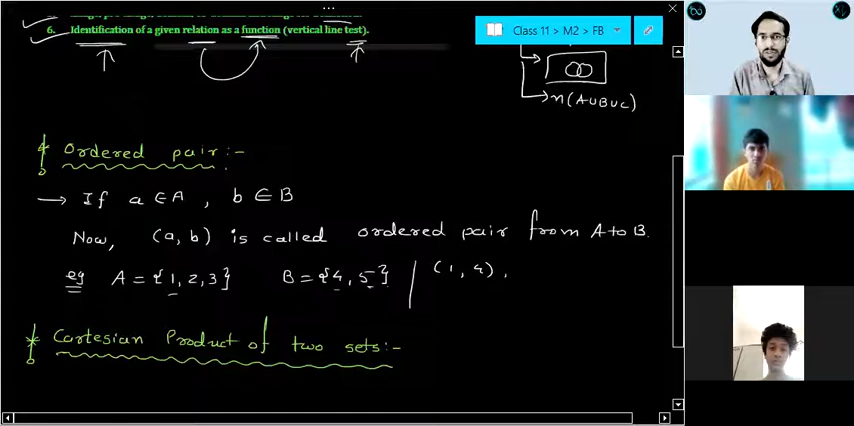 6. Identification of a given relation as a function (vertical line test).
Class 11 > M2 > FB
n(AUBUC)
Ordered pair:-
→ If a ∈ A , b ∈ B
Now, (a, b) is called ordered pair from A to B.
eg A = {1, 2, 3} B = {4, 5} | (1, 4) ,
Cartesian Product of two sets:-